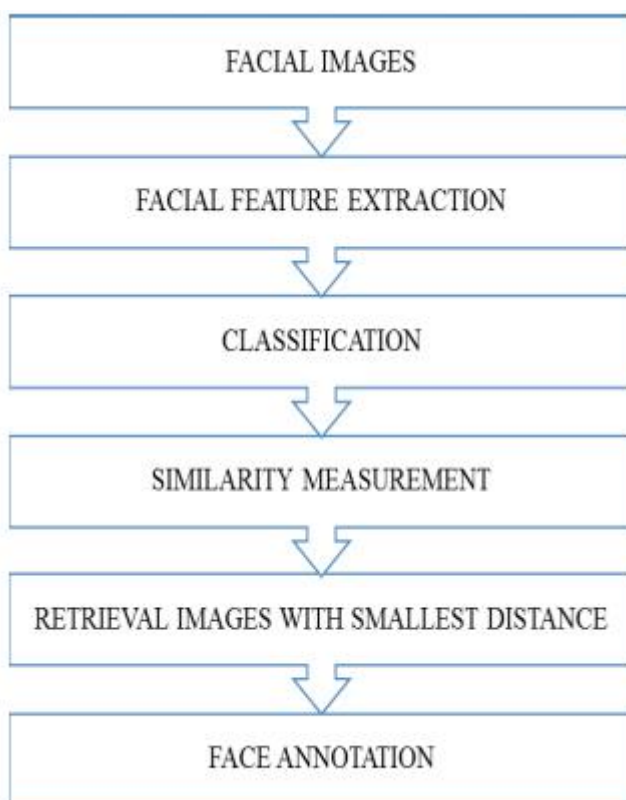 FACIAL IMAGES
FACIAL FEATURE EXTRACTION
CLASSIFICATION
SIMILARITY MEASUREMENT
RETRIEVAL IMAGES WITH SMALLEST DISTANCE
FACE ANNOTATION